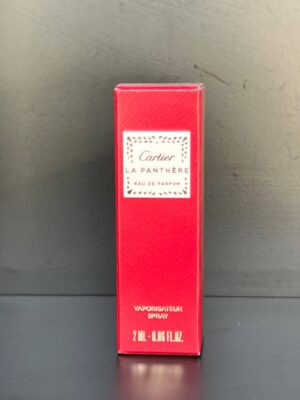 Cartier
LA PANTHÈRE
EAU DE PARFUM
VAPORISATEUR
SPRAY
2 ML - 0.06 FL.OZ.